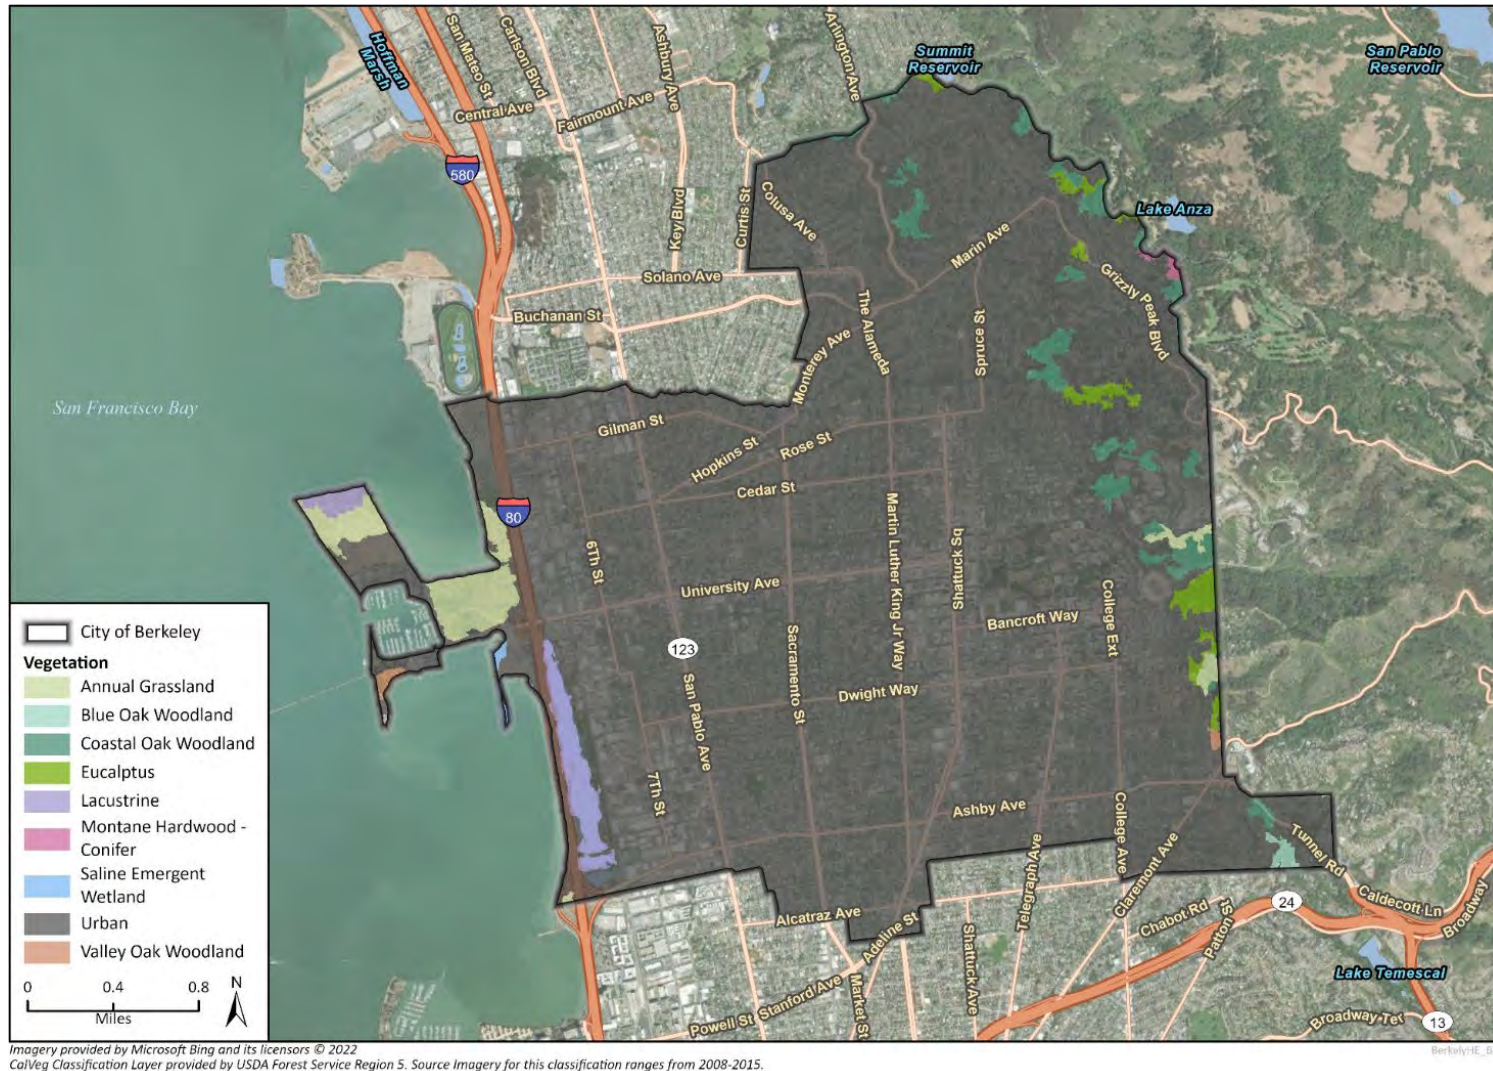 Hoffman
Marsh
San Mateo St
Carlson Blvd
Ashbury Ave
Arlington Ave
Summit
Reservoir
San Pablo
Reservoir
Central Ave
Fairmount Ave
580
Key Blvd
Curtis St
Colusa Ave
Lake Anza
Marin Ave
Solano Ave
Grizzly Peak Blvd
Buchanan St
The Alameda
Spruce St
Monterey Ave
San Francisco Bay
Gilman St
Hopkins St
Rose St
Cedar St
80
Martin Luther King Jr Way
Shattuck Sq
6Th St
University Ave
College Ext
Bancroft Way
Sacramento St
123
San Pablo Ave
Dwight Way
7Th St
Ashby Ave
College Ave
Telegraph Ave
Claremont Ave
Tunnel Rd
Alcatraz Ave
Adeline St
Shattuck Ave
Chabot Rd
Patton St
24
Caldecott Ln
Broadway
Lake Temescal
Market St
Stanford Ave
Powell St
Broadway Ter
13
City of Berkeley
Vegetation
Annual Grassland
Blue Oak Woodland
Coastal Oak Woodland
Eucalptus
Lacustrine
Montane Hardwood -
Conifer
Saline Emergent
Wetland
Urban
Valley Oak Woodland
0 0.4 0.8
Miles
N
Imagery provided by Microsoft Bing and its licensors © 2022
CalVeg Classification Layer provided by USDA Forest Service Region 5. Source Imagery for this classification ranges from 2008-2015.